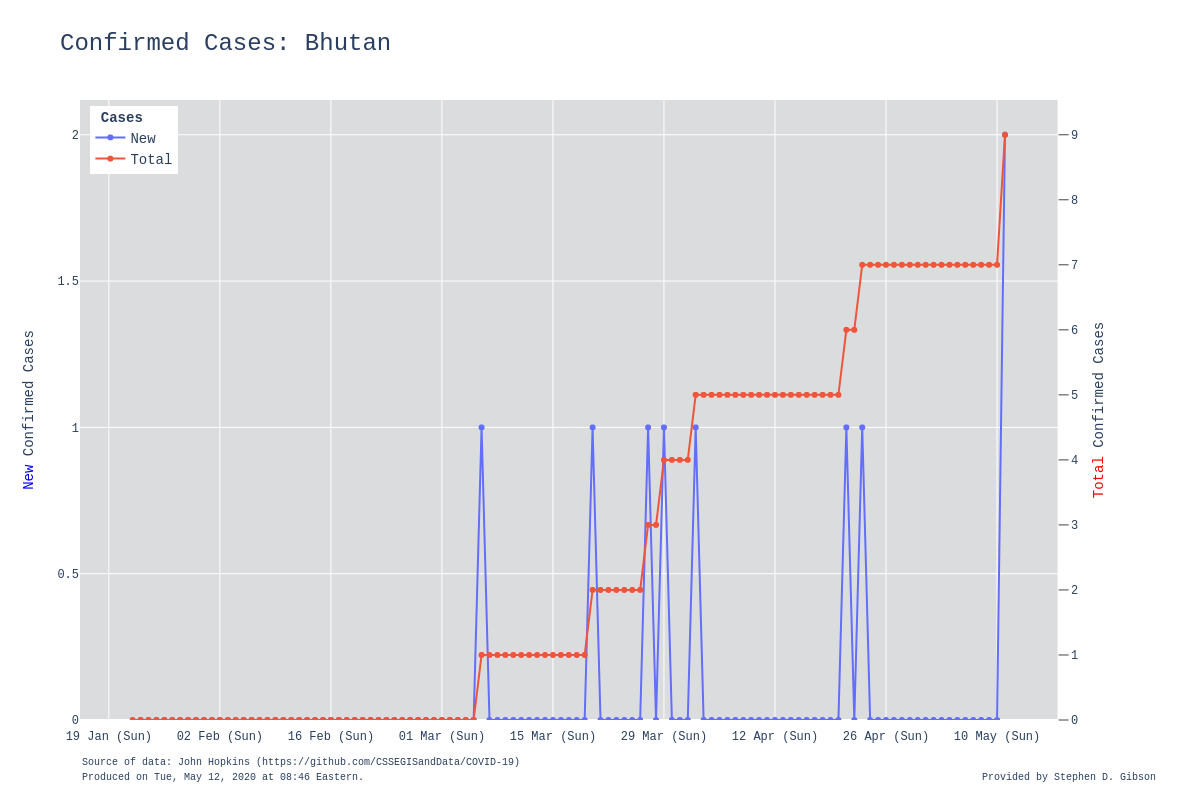 Confirmed Cases: Bhutan
Cases
New
Total
2
1.5
1
0.5
0
9
8
7
6
5
4
3
2
1
0
New Confirmed Cases
Total Confirmed Cases
19 Jan (Sun) 02 Feb (Sun) 16 Feb (Sun) 01 Mar (Sun) 15 Mar (Sun) 29 Mar (Sun) 12 Apr (Sun) 26 Apr (Sun) 10 May (Sun)
Source of data: John Hopkins (https://github.com/CSSEGISandData/COVID-19)
Produced on Tue, May 12, 2020 at 08:46 Eastern.
Provided by Stephen D. Gibson